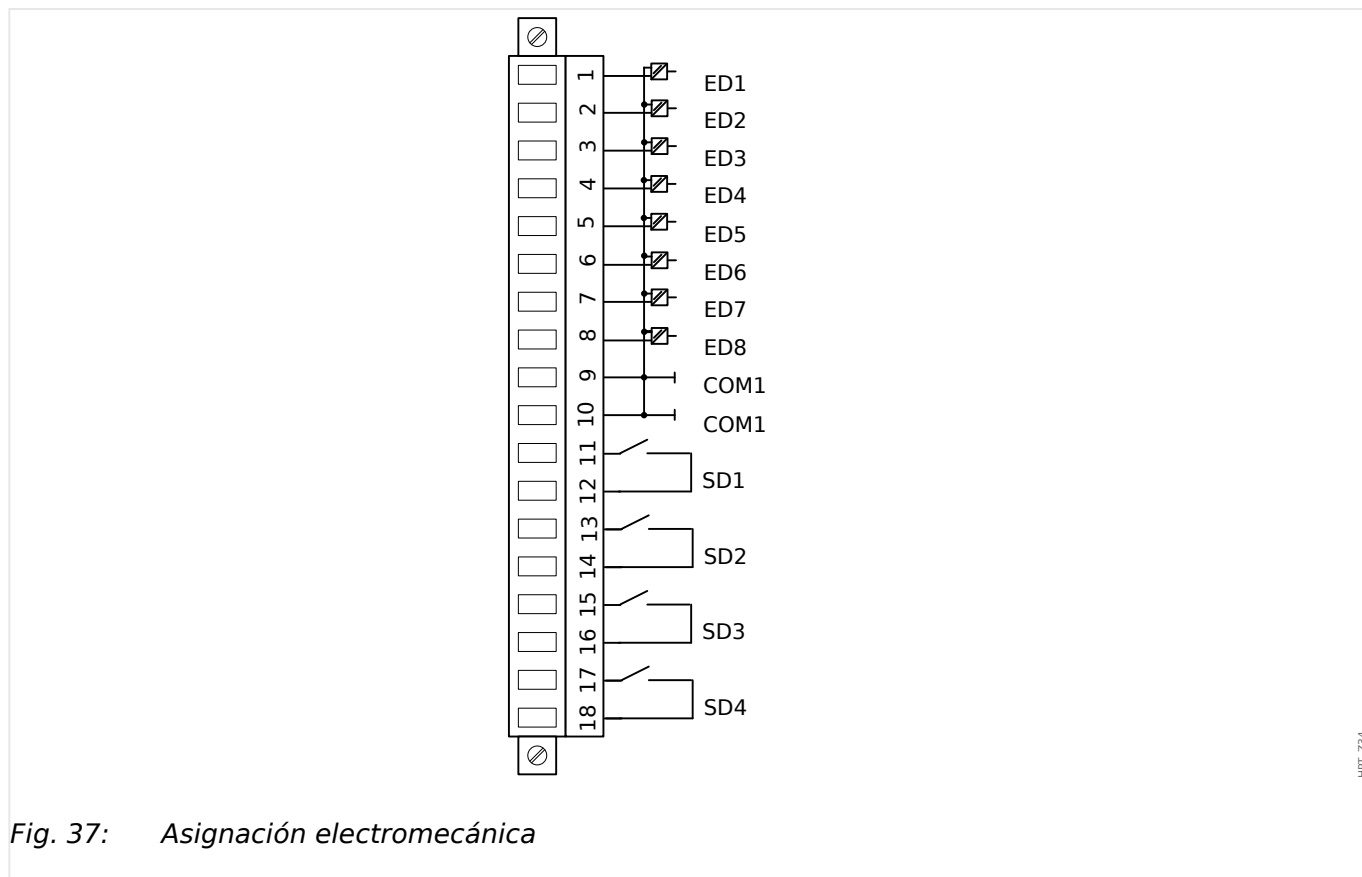 1 ED1
2 ED2
3 ED3
4 ED4
5 ED5
6 ED6
7 ED7
8 ED8
9 COM1
10 COM1
11
SD1
12
13
SD2
14
15
SD3
16
17
SD4
18
Fig. 37: Asignación electromecánica